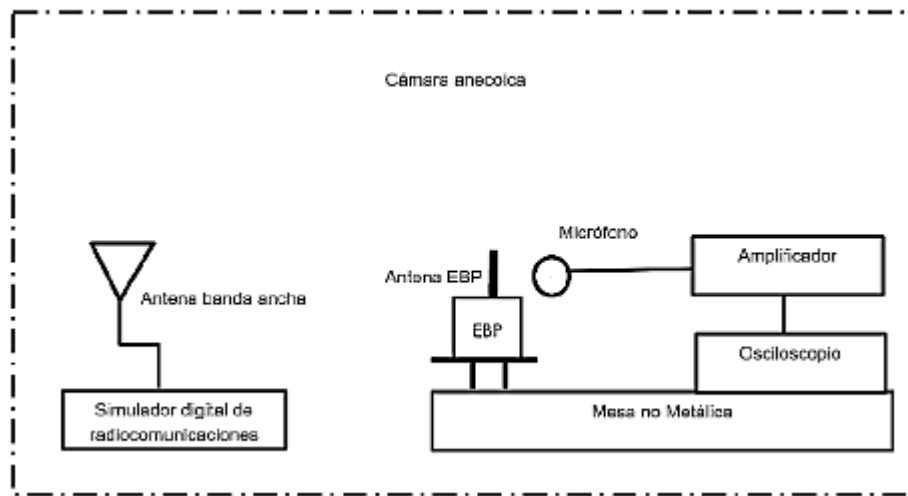 Cámara anecoica
Micrófono
Amplificador
Antena EBP
Antena banda ancha
EBP
Osciloscopio
Simulador digital de
radiocomunicaciones
Mesa no Metálica